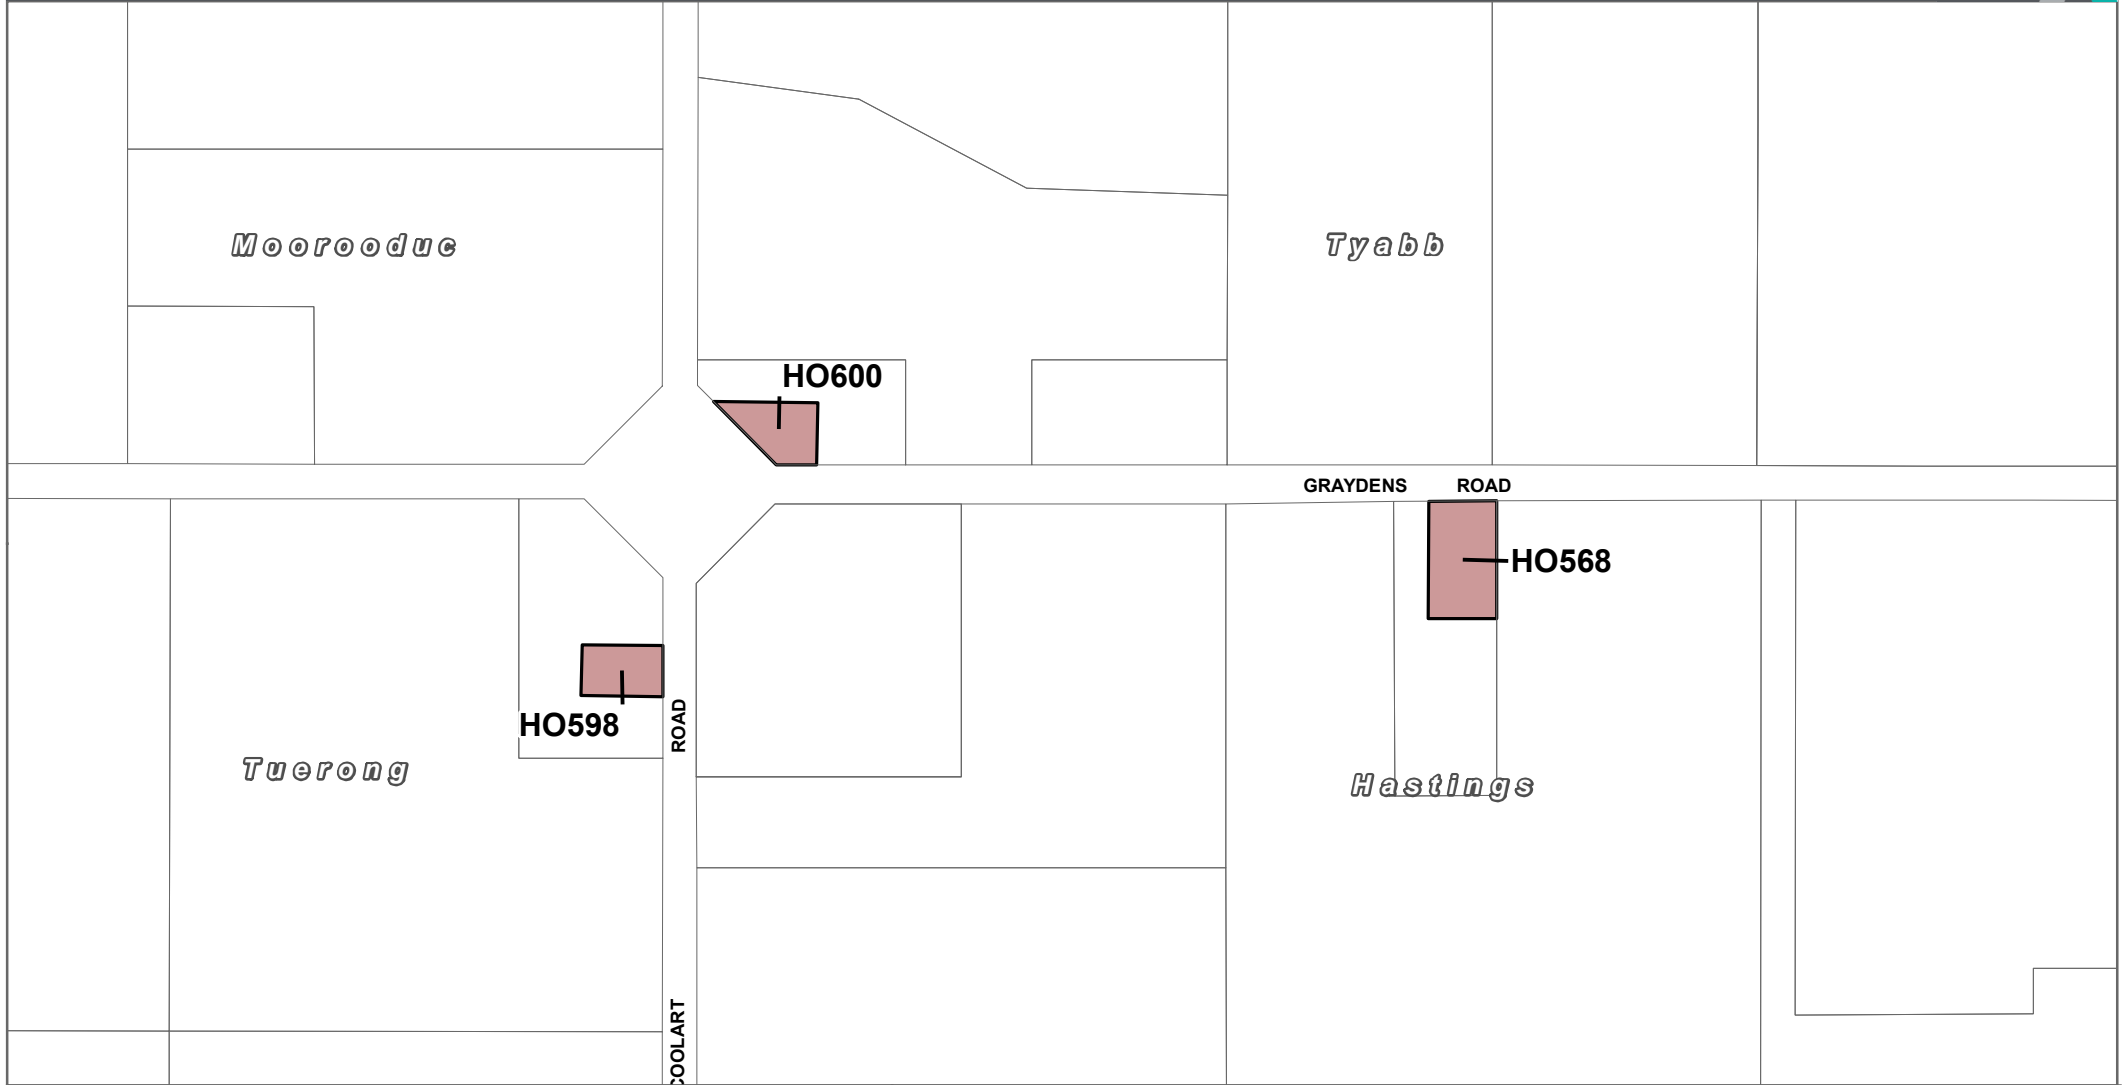 Moorooduc
Tyabb
HO600
GRAYDENS ROAD
HO568
HO598
ROAD
Tuerong
Hastings
COOLART